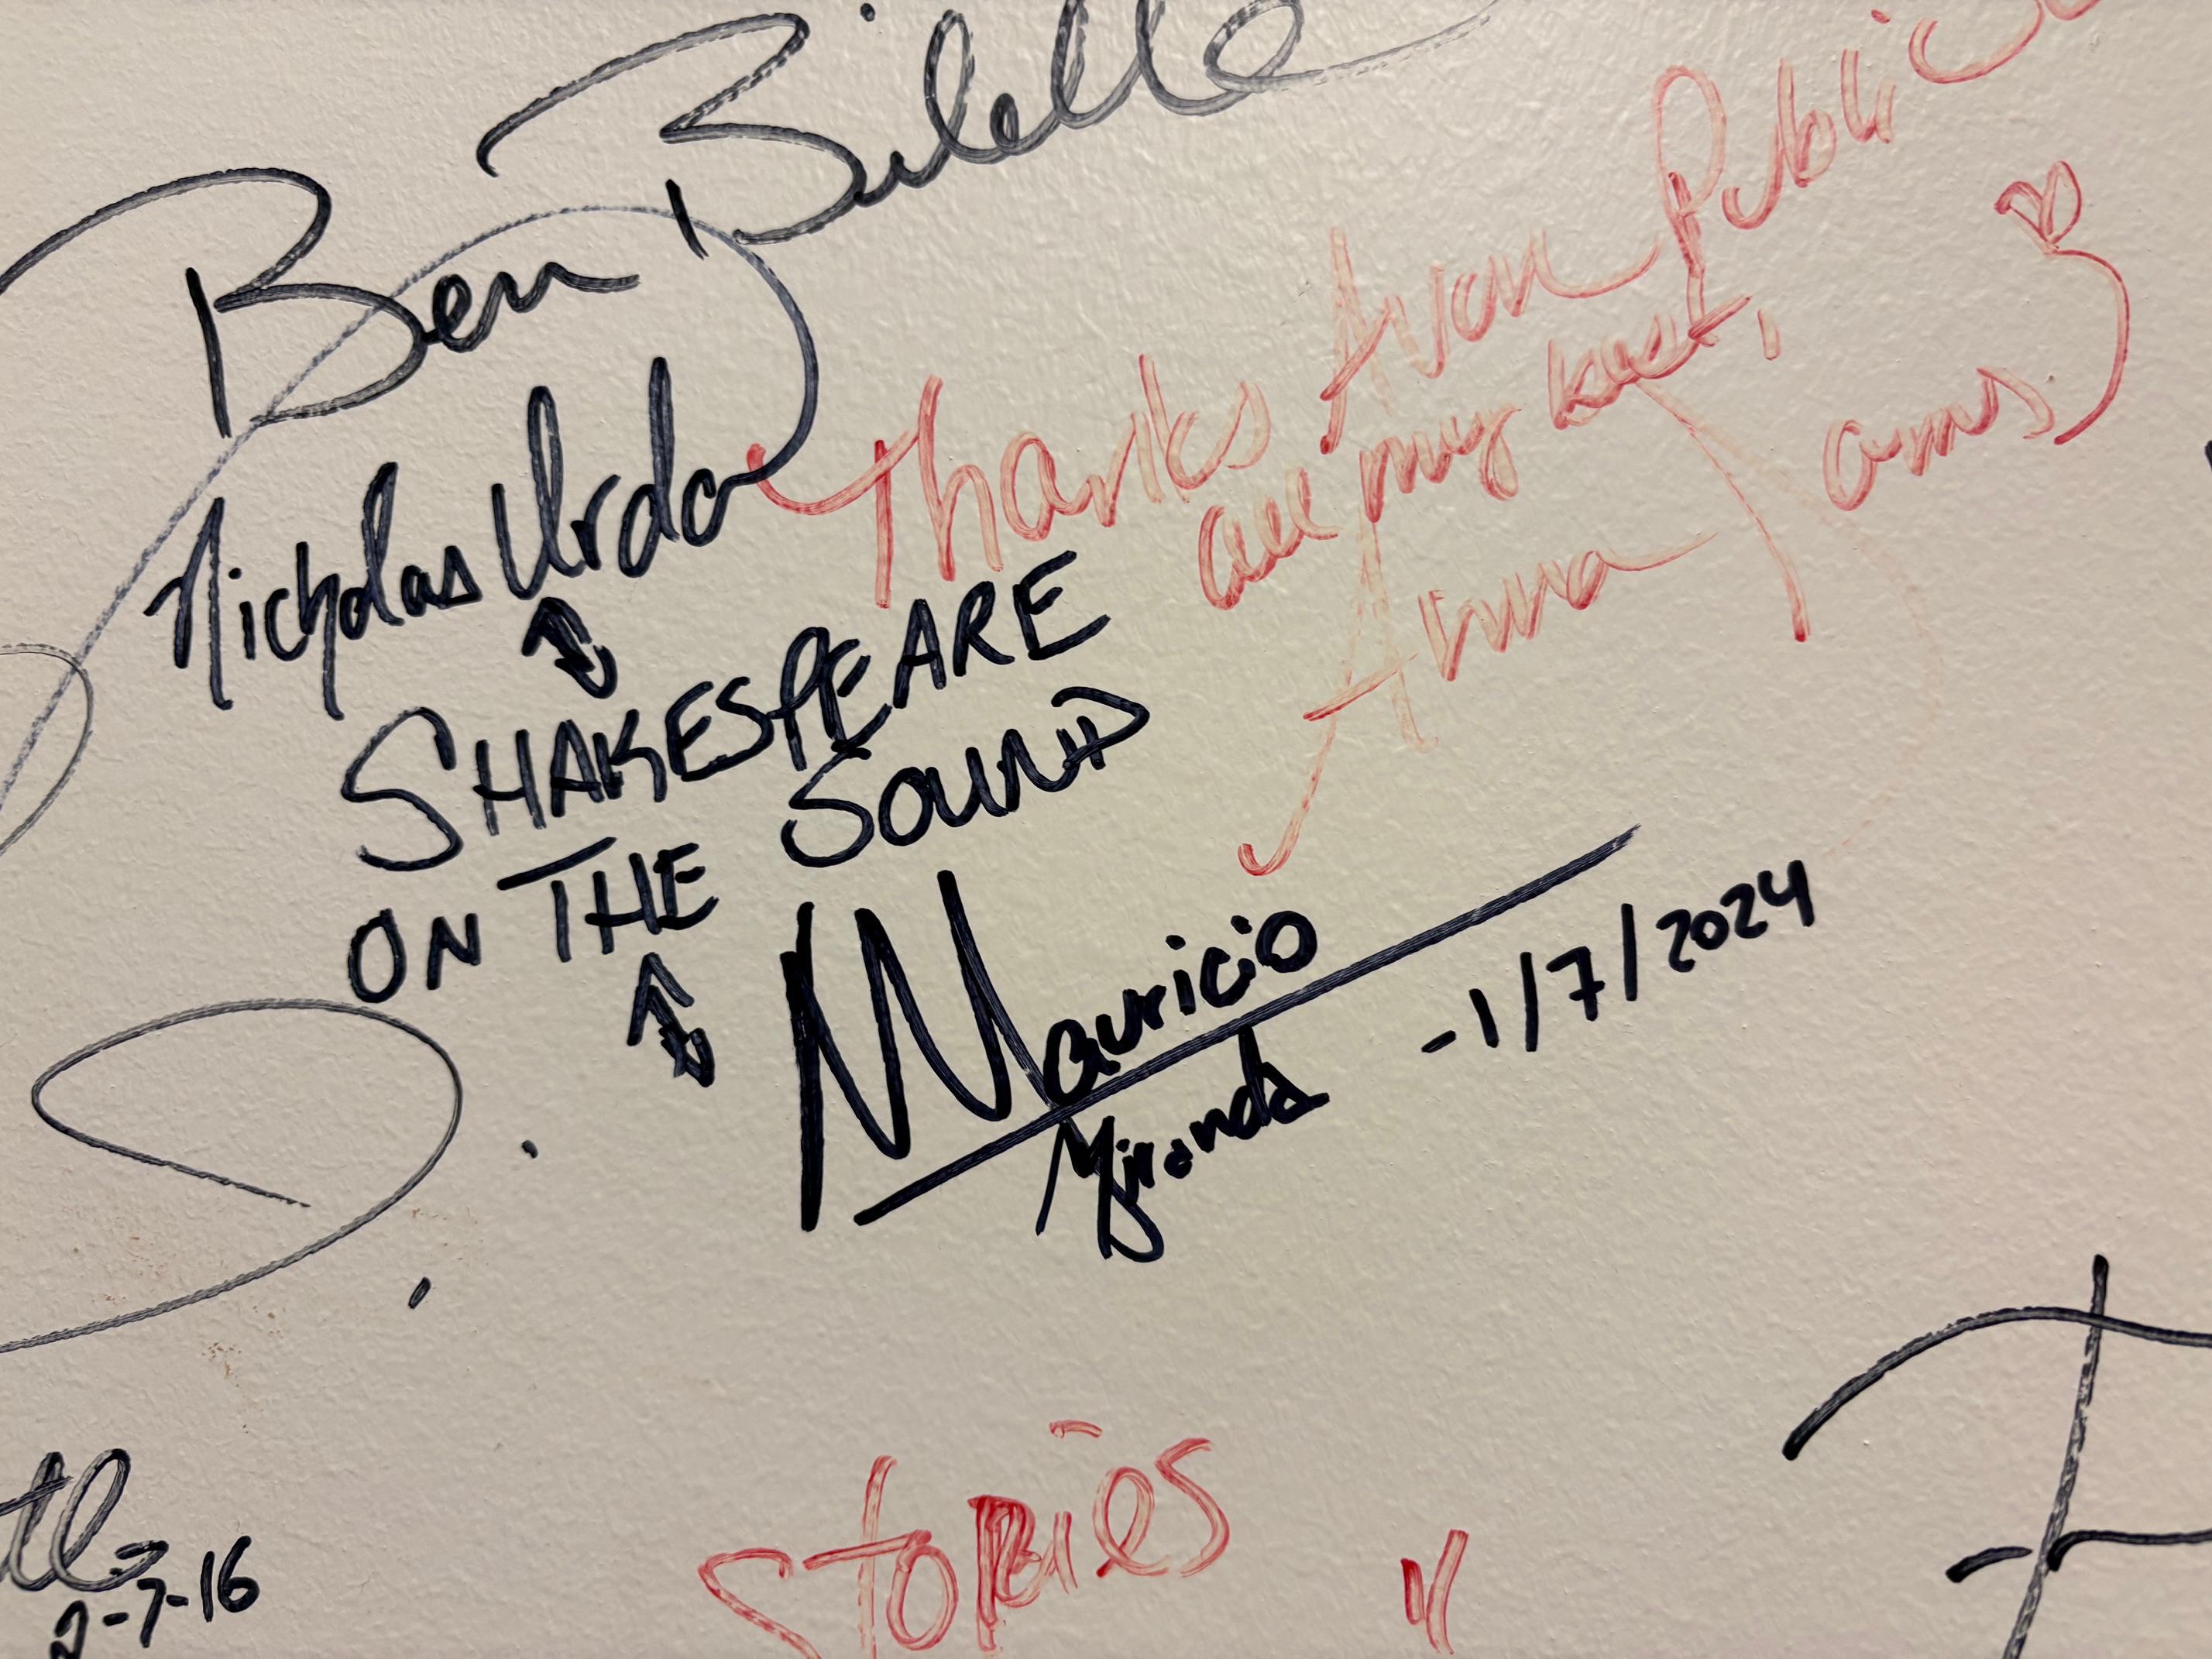 Ben
Nicholas Urda
SHAKESPEARE
ON THE SOUND
Mauricio
Miranda
-1/7/2024
Thanks Avon Public
all my best,
Anna
STORIES
2-7-16